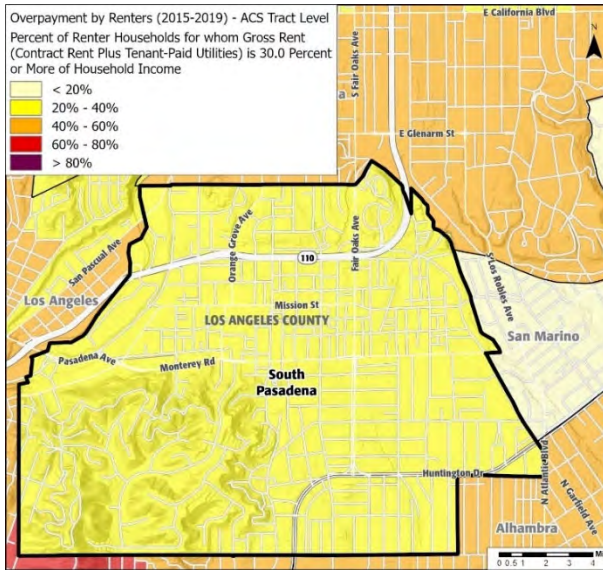 Overpayment by Renters (2015-2019) - ACS Tract Level
Percent of Renter Households for whom Gross Rent
(Contract Rent Plus Tenant-Paid Utilities) is 30.0 Percent
or More of Household Income
< 20%
20% - 40%
40% - 60%
60% - 80%
> 80%
E California Blvd
N
S Fair Oaks Ave
a
E Glenarm St
Orange Grove Ave
Fair Oaks Ave
San Pascual Ave
110
S Los Robles Ave
Los Angeles
Mission St
LOS ANGELES COUNTY
San Marino
Pasadena Ave
Monterey Rd
South
Pasadena
Huntington Dr
N Atlantic Blvd
N Garfield Ave
Alhambra
M
0 0.5 1 2 3 4